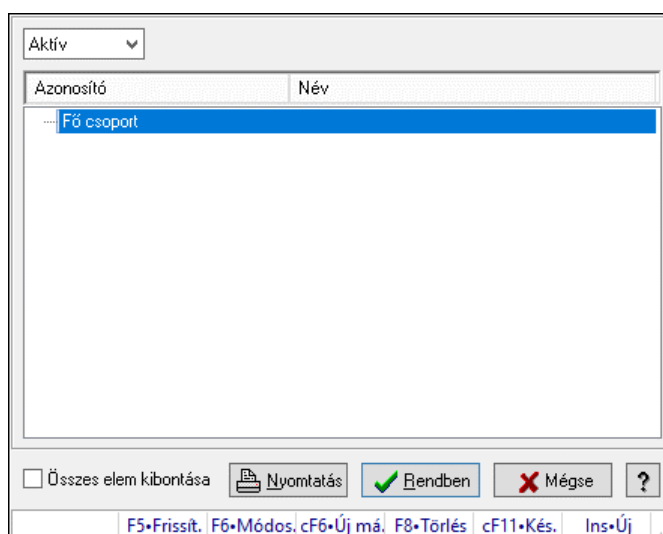 Aktív
Azonosító Név
Fő csoport
Összes elem kibontása Nyomtatás Rendben Mégse ?
F5•Frissít. F6•Módos. cF6•Új má. F8•Törlés cF11•Kés. Ins•Új